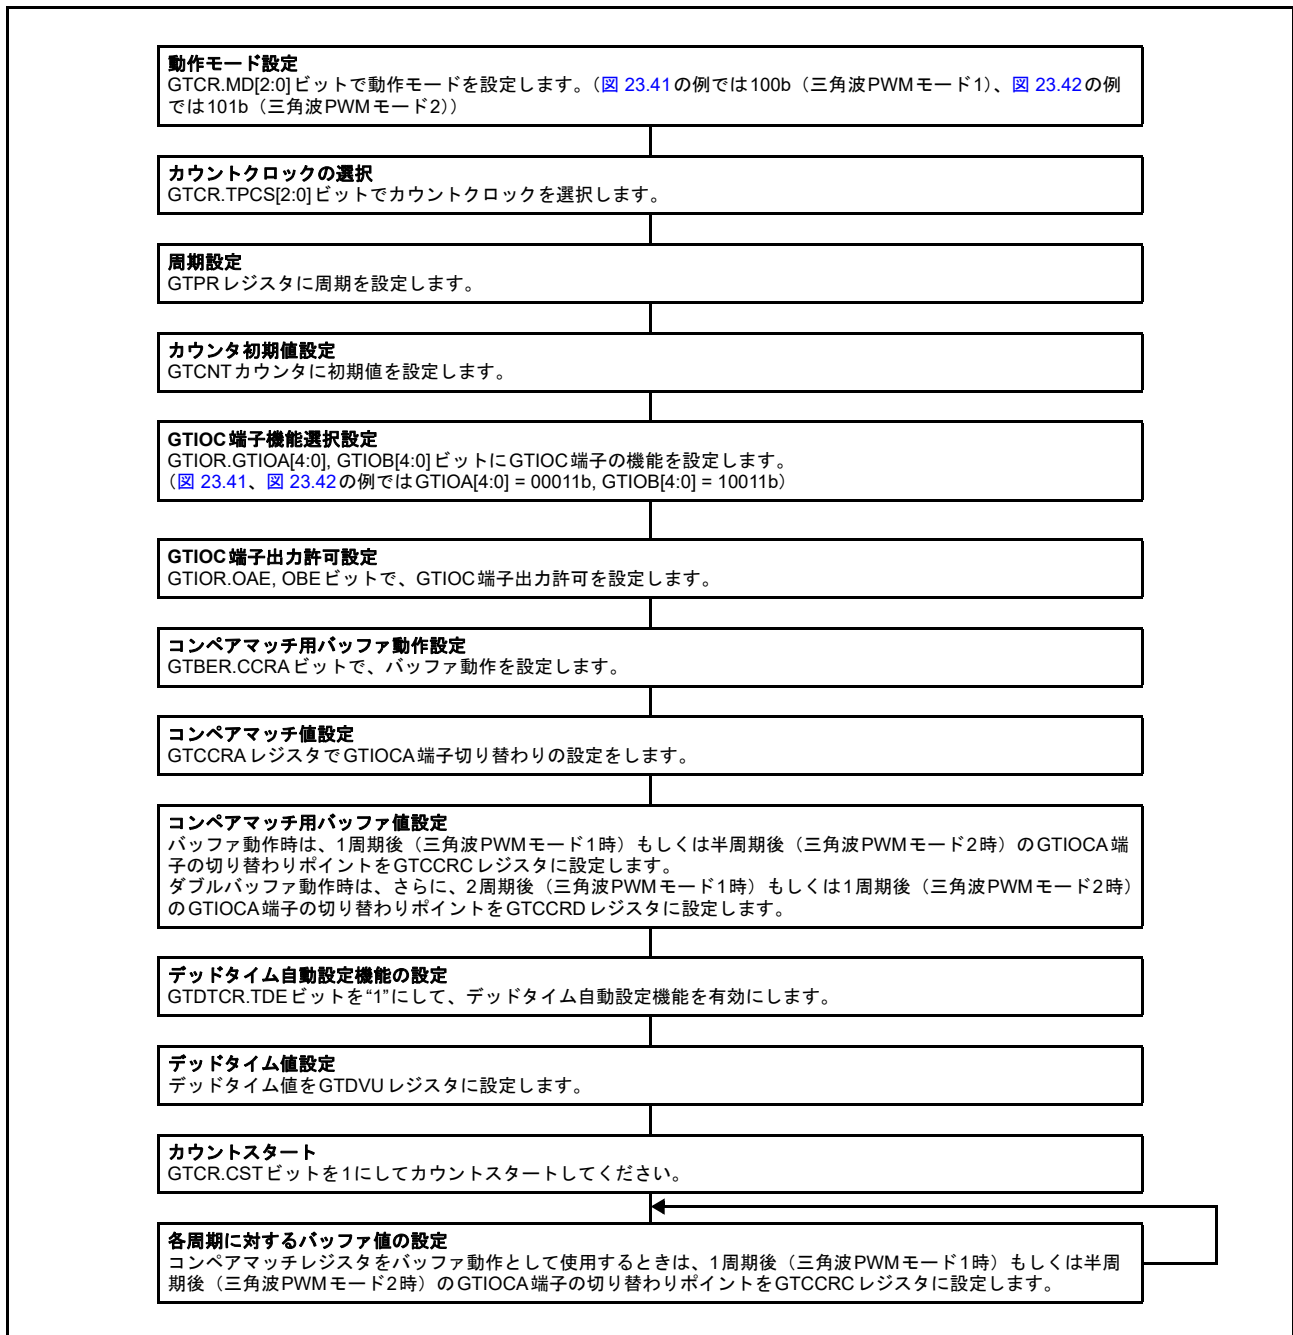 動作モード設定
GTCR.MD[2:0]ビットで動作モードを設定します。（図 23.41の例では100b（三角波PWMモード1）、図 23.42の例
では101b（三角波PWMモード2））
カウントクロックの選択
GTCR.TPCS[2:0]ビットでカウントクロックを選択します。
周期設定
GTPRレジスタに周期を設定します。
カウンタ初期値設定
GTCNTカウンタに初期値を設定します。
GTIOC端子機能選択設定
GTIOR.GTIOA[4:0], GTIOB[4:0]ビットにGTIOC端子の機能を設定します。
（図 23.41、図 23.42の例ではGTIOA[4:0] = 00011b, GTIOB[4:0] = 10011b）
GTIOC端子出力許可設定
GTIOR.OAE, OBEビットで、GTIOC端子出力許可を設定します。
コンペアマッチ用バッファ動作設定
GTBER.CCRAビットで、バッファ動作を設定します。
コンペアマッチ値設定
GTCCRAレジスタでGTIOCA端子切り替わりの設定をします。
コンペアマッチ用バッファ値設定
バッファ動作時は、1周期後（三角波PWMモード1時）もしくは半周期後（三角波PWMモード2時）のGTIOCA端
子の切り替わりポイントをGTCCRCレジスタに設定します。
ダブルバッファ動作時は、さらに、2周期後（三角波PWMモード1時）もしくは1周期後（三角波PWMモード2時）
のGTIOCA端子の切り替わりポイントをGTCCRDレジスタに設定します。
デッドタイム自動設定機能の設定
GTDTCR.TDEビットを“1”にして、デッドタイム自動設定機能を有効にします。
デッドタイム値設定
デッドタイム値をGTDVUレジスタに設定します。
カウントスタート
GTCR.CSTビットを1にしてカウントスタートしてください。
各周期に対するバッファ値の設定
コンペアマッチレジスタをバッファ動作として使用するときは、1周期後（三角波PWMモード1時）もしくは半周
期後（三角波PWMモード2時）のGTIOCA端子の切り替わりポイントをGTCCRCレジスタに設定します。